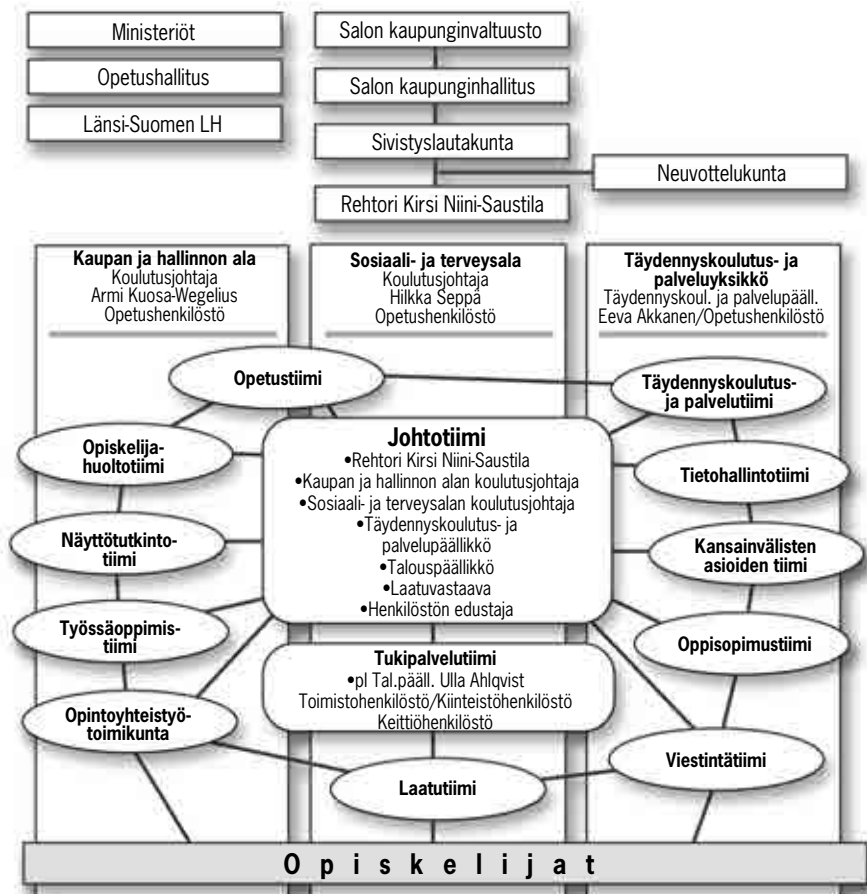 Ministeriöt
Opetushallitus
Länsi-Suomen LH
Salon kaupunginvaltuusto
Salon kaupunginhallitus
Sivistyslautakunta
Neuvottelukunta
Rehtori Kirsi Niini-Saustila
Kaupan ja hallinnon ala
Koulutusjohtaja
Armi Kuosa-Wegelius
Opetushenkilöstö
Sosiaali- ja terveysala
Koulutusjohtaja
Hilkka Seppä
Opetushenkilöstö
Täydennyskoulutus- ja
palveluyksikkö
Täydennyskoul. ja palvelupääll.
Eeva Akkanen/Opetushenkilöstö
Opetustiimi
Täydennyskoulutus-
ja palvelutiimi
Opiskelija-
huoltotiimi
Tietohallintotiimi
Näyttötutkinto-
tiimi
Kansainvälisten
asioiden tiimi
Työssäoppimis-
tiimi
Oppisopimustiimi
Opintoyhteistyö-
toimikunta
Viestintätiimi
Johtotiimi
•Rehtori Kirsi Niini-Saustila
•Kaupan ja hallinnon alan koulutusjohtaja
•Sosiaali- ja terveysalan koulutusjohtaja
•Täydennyskoulutus- ja
palvelupäällikkö
•Talouspäällikkö
•Laatuvastaava
•Henkilöstön edustaja
Tukipalvelutiimi
•pl Tal.pääll. Ulla Ahlqvist
Toimistohenkilöstö/Kiinteistöhenkilöstö
Keittiöhenkilöstö
Laatutiimi
Opiskelijat